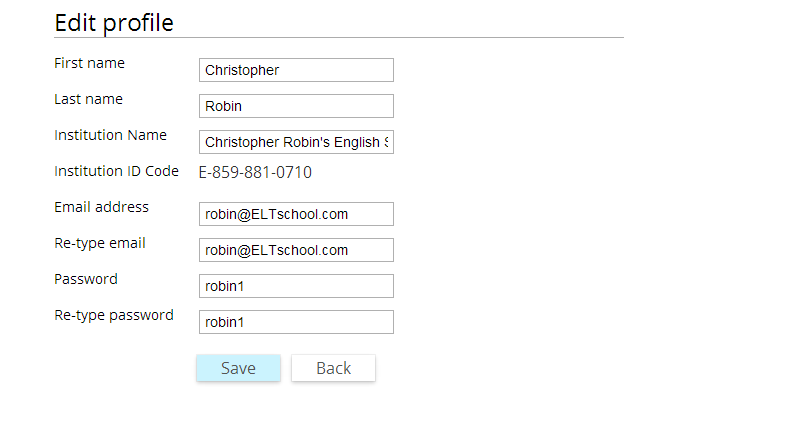 Edit profile
First name Christopher
Last name Robin
Institution Name Christopher Robin's English S
Institution ID Code E-859-881-0710
Email address robin@ELTschool.com
Re-type email robin@ELTschool.com
Password robin1
Re-type password robin1
Save Back